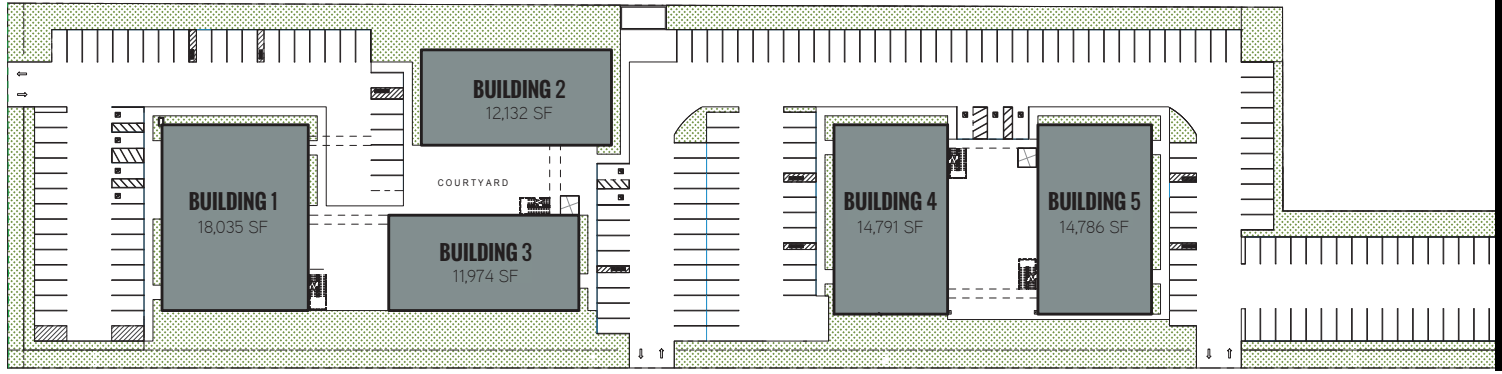 BUILDING 1
18,035 SF
BUILDING 2
12,132 SF
COURTYARD
BUILDING 3
11,974 SF
BUILDING 4
14,791 SF
BUILDING 5
14,786 SF